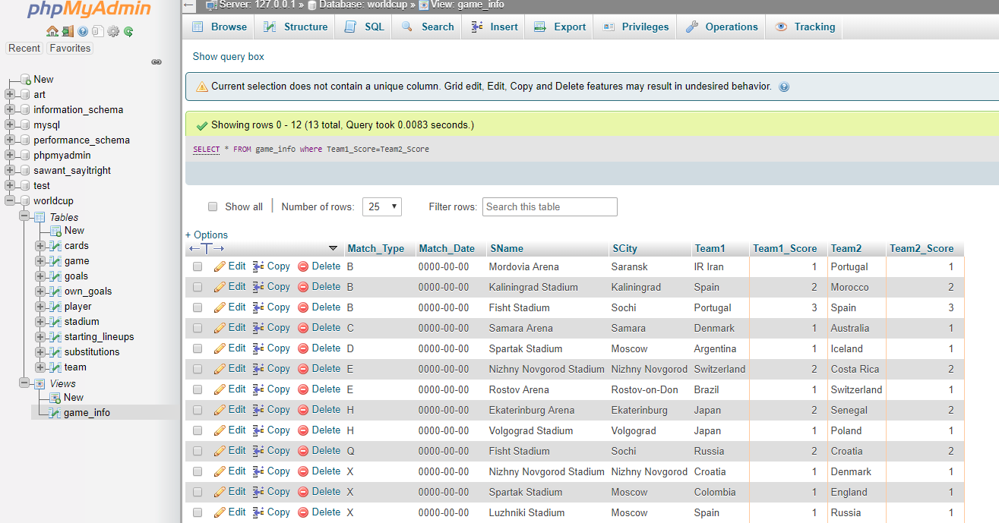 phpMyAdmin
Recent Favorites
New
art
information_schema
mysql
performance_schema
phpmyadmin
sawant_sayitright
test
worldcup
Tables
New
cards
game
goals
own_goals
player
stadium
starting_lineups
substitutions
team
Views
New
game_info
Server: 127.0.0.1 » Database: worldcup » View: game_info
Browse Structure SQL Search Insert Export Privileges Operations Tracking
Show query box
Current selection does not contain a unique column. Grid edit, Edit, Copy and Delete features may result in undesired behavior.
Showing rows 0 - 12 (13 total, Query took 0.0083 seconds.)
SELECT * FROM game_info where Team1_Score=Team2_Score
Show all | Number of rows: 25 Filter rows: Search this table
+ Options
←T→ Match_Type Match_Date SName SCity Team1 Team1_Score Team2 Team2_Score
Edit Copy Delete B 0000-00-00 Mordovia Arena Saransk IR Iran 1 Portugal 1
Edit Copy Delete B 0000-00-00 Kaliningrad Stadium Kaliningrad Spain 2 Morocco 2
Edit Copy Delete B 0000-00-00 Fisht Stadium Sochi Portugal 3 Spain 3
Edit Copy Delete C 0000-00-00 Samara Arena Samara Denmark 1 Australia 1
Edit Copy Delete D 0000-00-00 Spartak Stadium Moscow Argentina 1 Iceland 1
Edit Copy Delete E 0000-00-00 Nizhny Novgorod Stadium Nizhny Novgorod Switzerland 2 Costa Rica 2
Edit Copy Delete E 0000-00-00 Rostov Arena Rostov-on-Don Brazil 1 Switzerland 1
Edit Copy Delete H 0000-00-00 Ekaterinburg Arena Ekaterinburg Japan 2 Senegal 2
Edit Copy Delete H 0000-00-00 Volgograd Stadium Volgograd Japan 1 Poland 1
Edit Copy Delete Q 0000-00-00 Fisht Stadium Sochi Russia 2 Croatia 2
Edit Copy Delete X 0000-00-00 Nizhny Novgorod Stadium Nizhny Novgorod Croatia 1 Denmark 1
Edit Copy Delete X 0000-00-00 Spartak Stadium Moscow Colombia 1 England 1
Edit Copy Delete X 0000-00-00 Luzhniki Stadium Moscow Spain 1 Russia 1